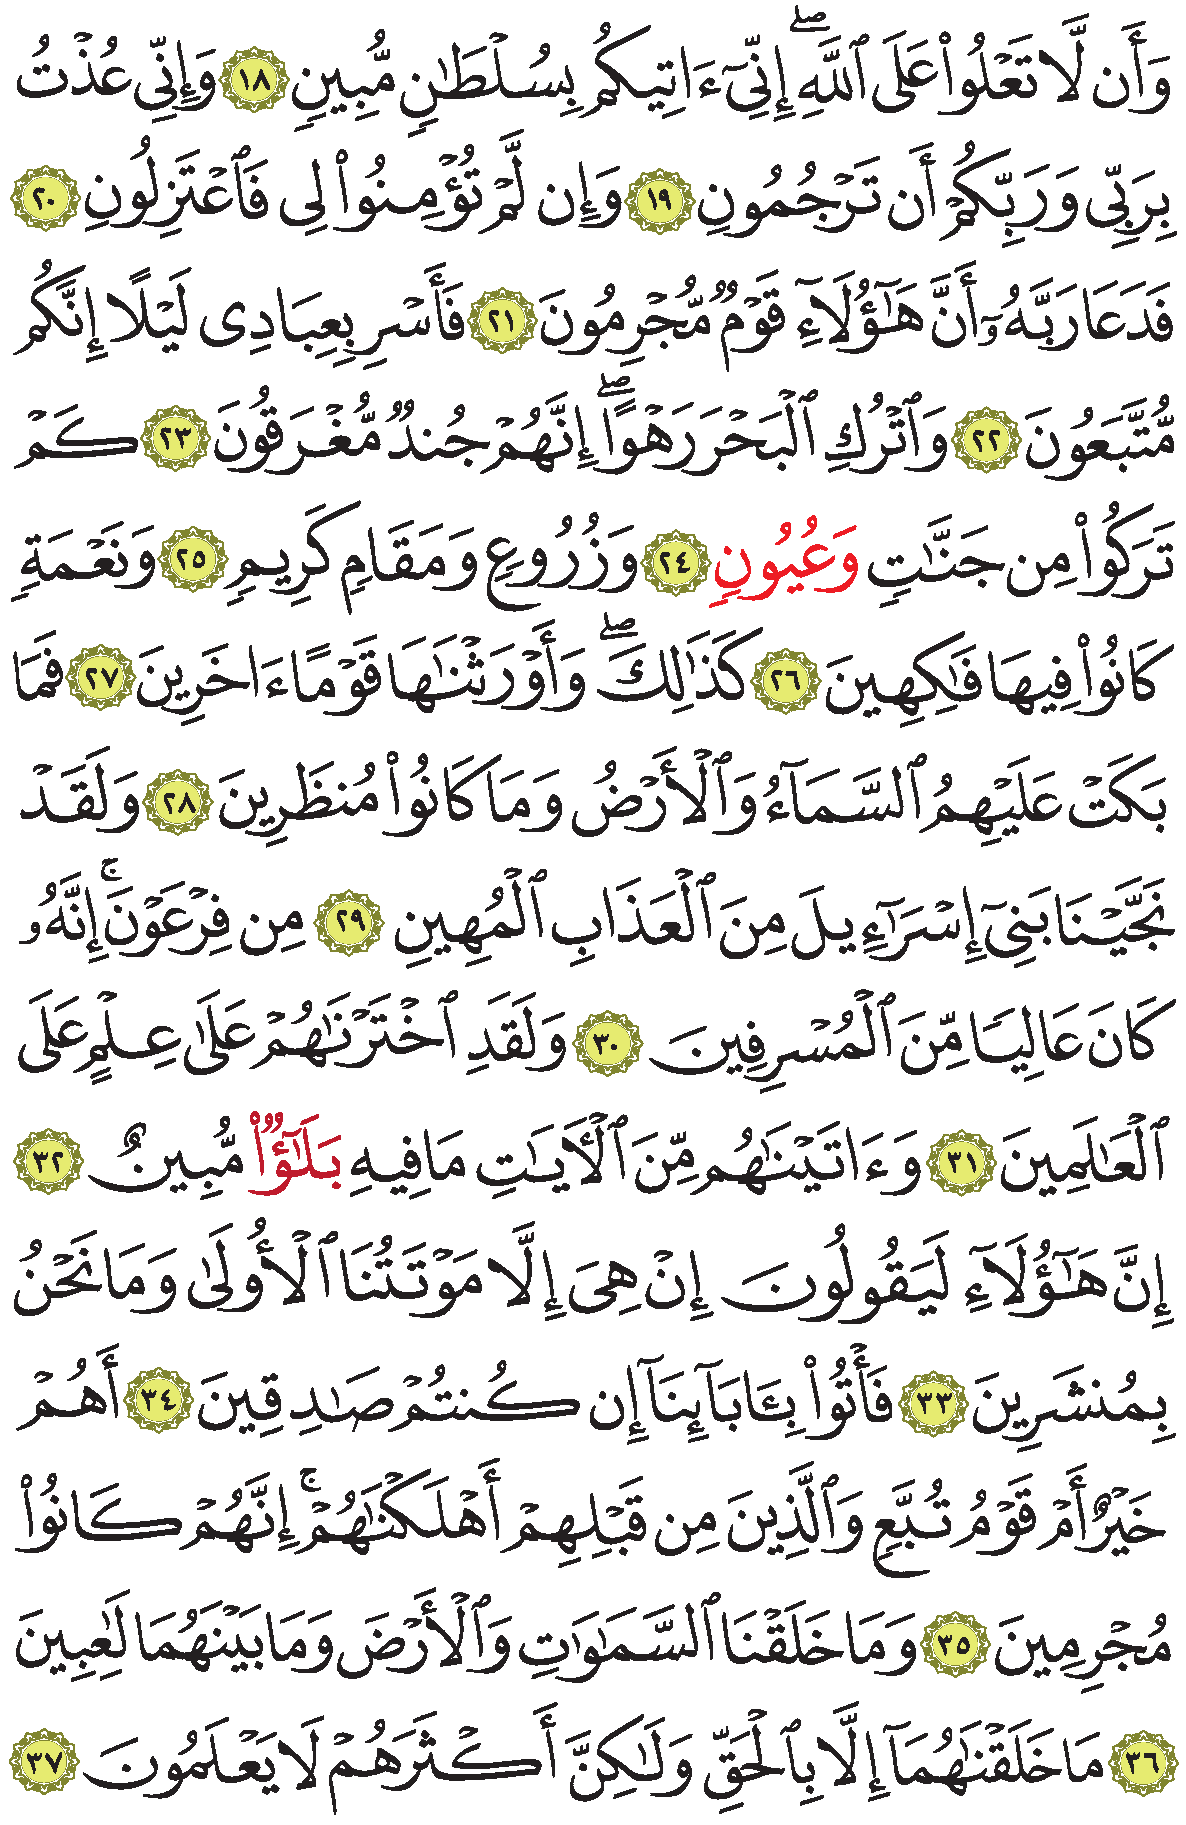 وَأَن لَّا تَعْلُوا۟ عَلَى ٱللَّهِ ۖ إِنِّىٓ ءَاتِيكُم بِسُلْطَـٰنٍ مُّبِينٍ ١٨ وَإِنِّى عُذْتُ
بِرَبِّى وَرَبِّكُمْ أَن تَرْجُمُونِ ١٩ وَإِن لَّمْ تُؤْمِنُوا۟ لِى فَٱعْتَزِلُونِ ٢٠
فَدَعَا رَبَّهُۥٓ أَنَّ هَـٰٓؤُلَآءِ قَوْمٌ مُّجْرِمُونَ ٢١ فَأَسْرِ بِعِبَادِى لَيْلًا إِنَّكُم
مُّتَّبَعُونَ ٢٢ وَٱتْرُكِ ٱلْبَحْرَ رَهْوًا ۖ إِنَّهُمْ جُندٌ مُّغْرَقُونَ ٢٣ كَمْ
تَرَكُوا۟ مِن جَنَّـٰتٍ وَعُيُونٍ ٢٤ وَزُرُوعٍ وَمَقَامٍ كَرِيمٍ ٢٥ وَنَعْمَةٍ
كَانُوا۟ فِيهَا فَـٰكِهِينَ ٢٦ كَذَٰلِكَ ۖ وَأَوْرَثْنَـٰهَا قَوْمًا ءَاخَرِينَ ٢٧ فَمَا
بَكَتْ عَلَيْهِمُ ٱلسَّمَآءُ وَٱلْأَرْضُ وَمَا كَانُوا۟ مُنظَرِينَ ٢٨ وَلَقَدْ
نَجَّيْنَا بَنِىٓ إِسْرَٰٓءِيلَ مِنَ ٱلْعَذَابِ ٱلْمُهِينِ ٢٩ مِن فِرْعَوْنَ ۚ إِنَّهُۥ
كَانَ عَالِيًا مِّنَ ٱلْمُسْرِفِينَ ٣٠ وَلَقَدِ ٱخْتَرْنَـٰهُمْ عَلَىٰ عِلْمٍ عَلَى
ٱلْعَـٰلَمِينَ ٣١ وَءَاتَيْنَـٰهُم مِّنَ ٱلْـَٔايَـٰتِ مَا فِيهِ بَلَـٰٓؤٌا۟ مُّبِينٌ ٣٢
إِنَّ هَـٰٓؤُلَآءِ لَيَقُولُونَ إِنْ هِىَ إِلَّا مَوْتَتُنَا ٱلْأُولَىٰ وَمَا نَحْنُ
بِمُنشَرِينَ ٣٣ فَأْتُوا۟ بِـَٔابَآئِنَآ إِن كُنتُمْ صَـٰدِقِينَ ٣٤ أَهُمْ
خَيْرٌ أَمْ قَوْمُ تُبَّعٍ وَٱلَّذِينَ مِن قَبْلِهِمْ أَهْلَكْنَـٰهُمْ ۚ إِنَّهُمْ كَانُوا۟
مُجْرِمِينَ ٣٥ وَمَا خَلَقْنَا ٱلسَّمَـٰوَٰتِ وَٱلْأَرْضَ وَمَا بَيْنَهُمَا لَـٰعِبِينَ
٣٦ مَا خَلَقْنَـٰهُمَآ إِلَّا بِٱلْحَقِّ وَلَـٰكِنَّ أَكْثَرَهُمْ لَا يَعْلَمُونَ ٣٧